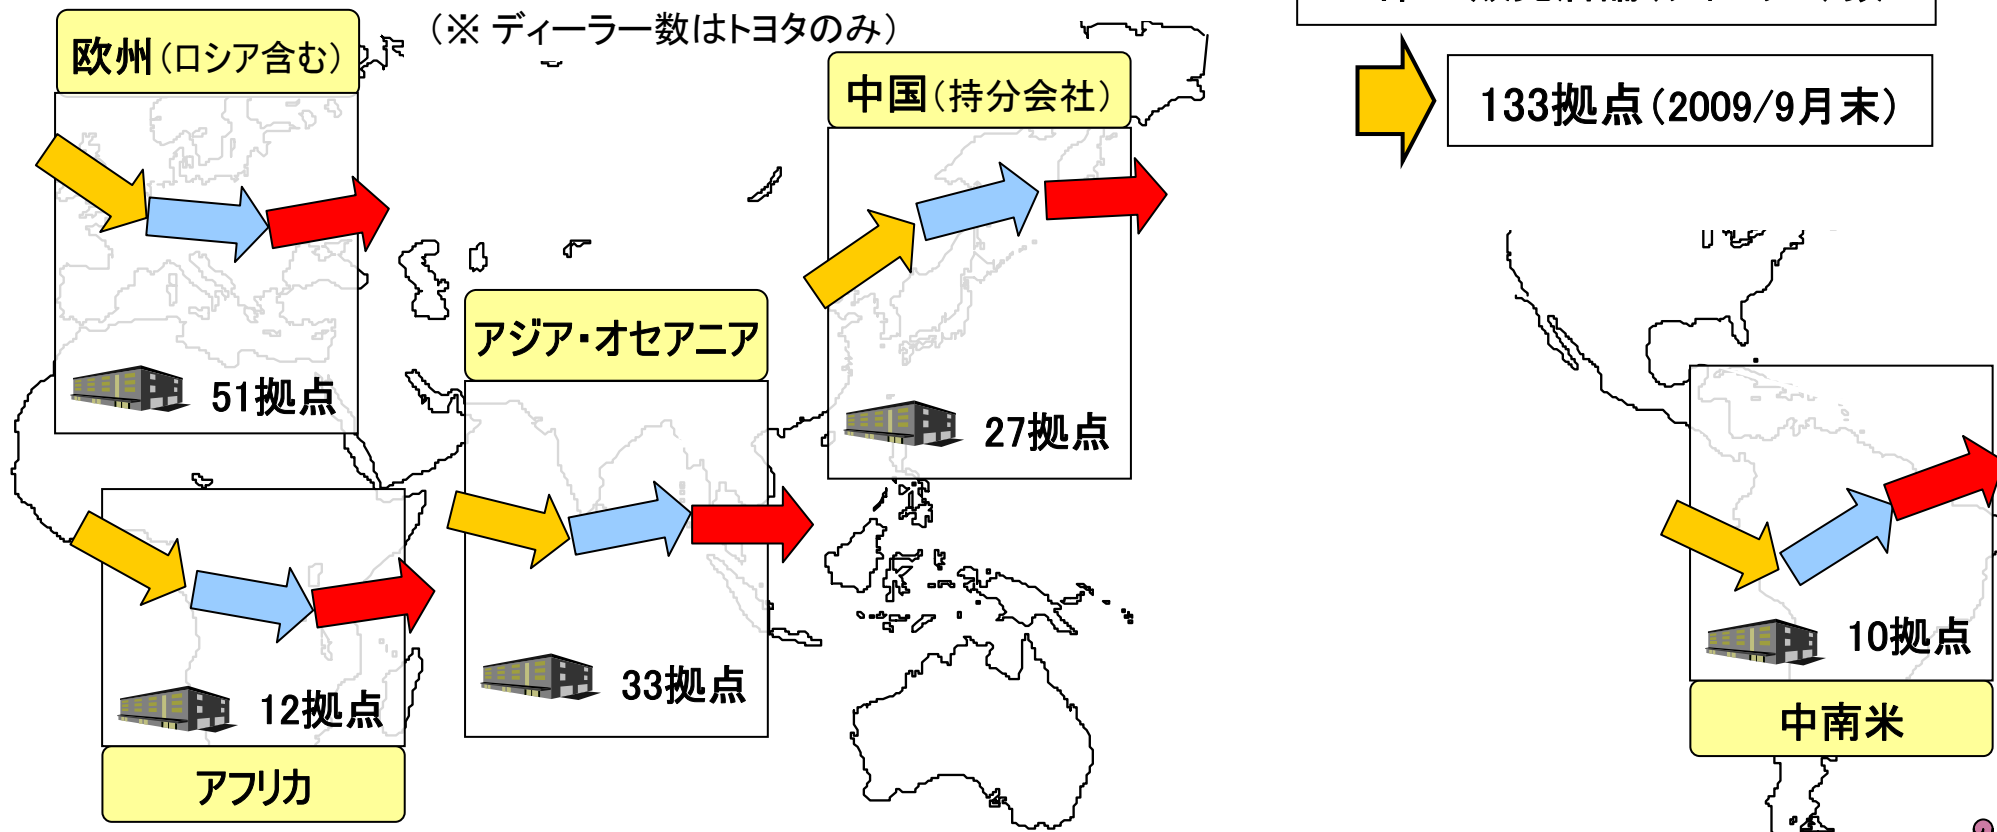 (※ ディーラー数はトヨタのみ)
欧州(ロシア含む)
中国(持分会社)
133拠点(2009/9月末)
アジア・オセアニア
51拠点
27拠点
33拠点
12拠点
10拠点
中南米
アフリカ